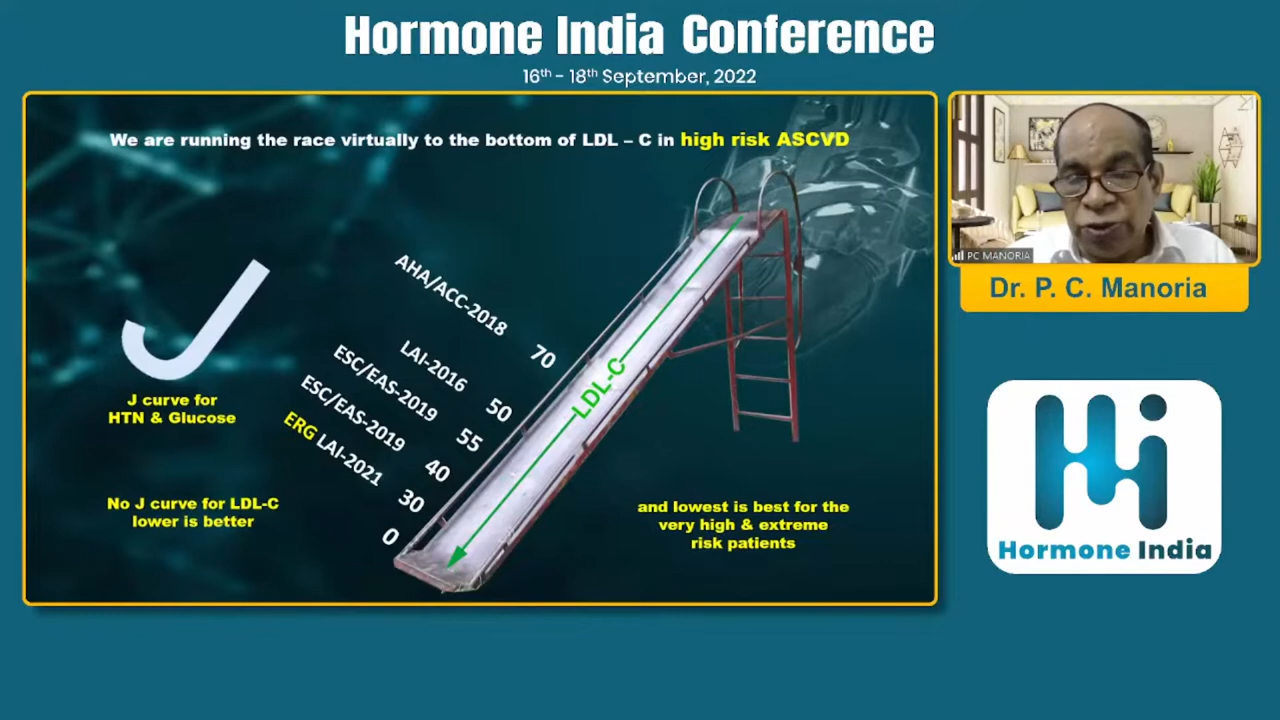 Hormone India Conference
16th - 18th September, 2022
We are running the race virtually to the bottom of LDL – C in high risk ASCVD
J
J curve for
HTN & Glucose
No J curve for LDL-C
lower is better
AHA/ACC-2018 70
LAI-2016 50
ESC/EAS-2019 55
ESC/EAS-2019 40
ERG LAI-2021 30
0
LDL-C
and lowest is best for the
very high & extreme
risk patients
PC MANORIA
Dr. P. C. Manoria
Hi
Hormone India